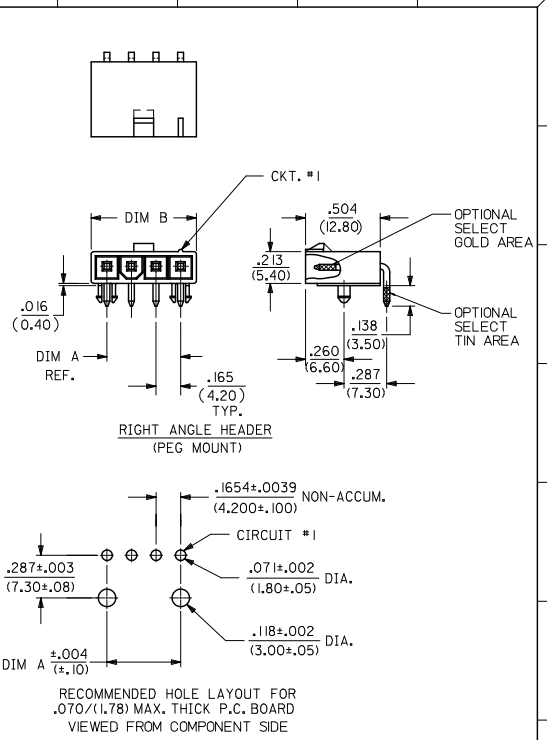 CKT. #1
DIM B
.504
(12.80)
OPTIONAL
SELECT
GOLD AREA
.213
(5.40)
.016
(0.40)
OPTIONAL
SELECT
TIN AREA
.138
(3.50)
DIM A
REF.
.260
(6.60)
.287
(7.30)
.165
(4.20)
TYP.
RIGHT ANGLE HEADER
(PEG MOUNT)
.1654±.0039
(4.200±.100)
NON-ACCUM.
CIRCUIT #1
.287±.003
(7.30±.08)
.071±.002
(1.80±.05)
DIA.
.118±.002
(3.00±.05)
DIA.
DIM A
±.004
(±.10)
RECOMMENDED HOLE LAYOUT FOR
.070/(1.78) MAX. THICK P.C. BOARD
VIEWED FROM COMPONENT SIDE